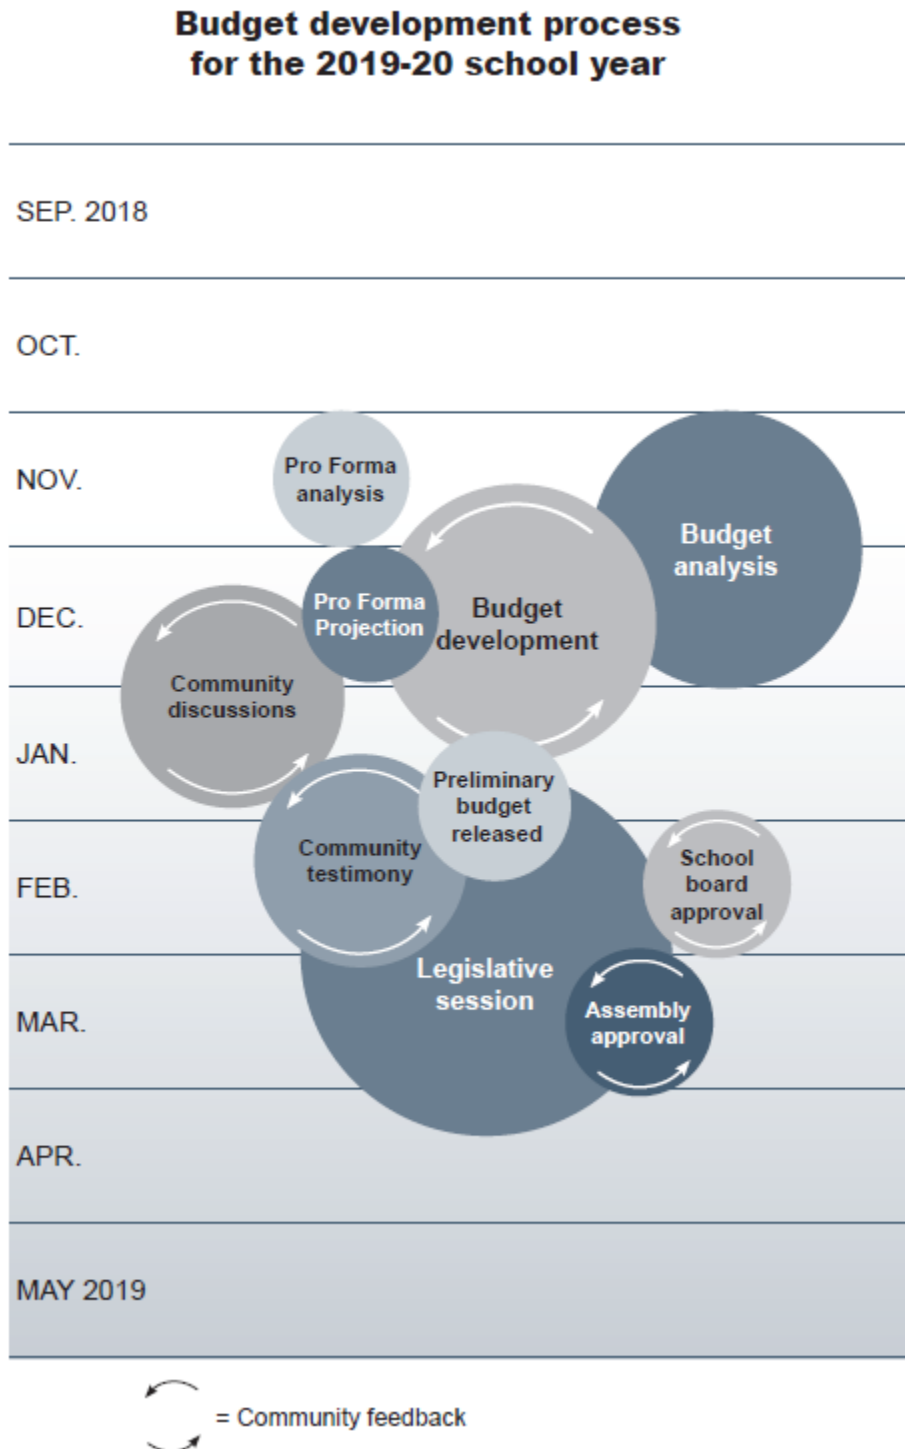 Budget development process
for the 2019-20 school year
SEP. 2018
OCT.
NOV.
Pro Forma
analysis
Budget
analysis
DEC.
Pro Forma
Projection
Budget
development
Community
discussions
JAN.
Preliminary
budget
released
Community
testimony
FEB.
School
board
approval
Legislative
session
MAR.
Assembly
approval
APR.
MAY 2019
= Community feedback